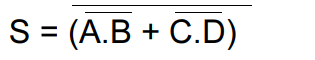 S = (A.B + C.D)